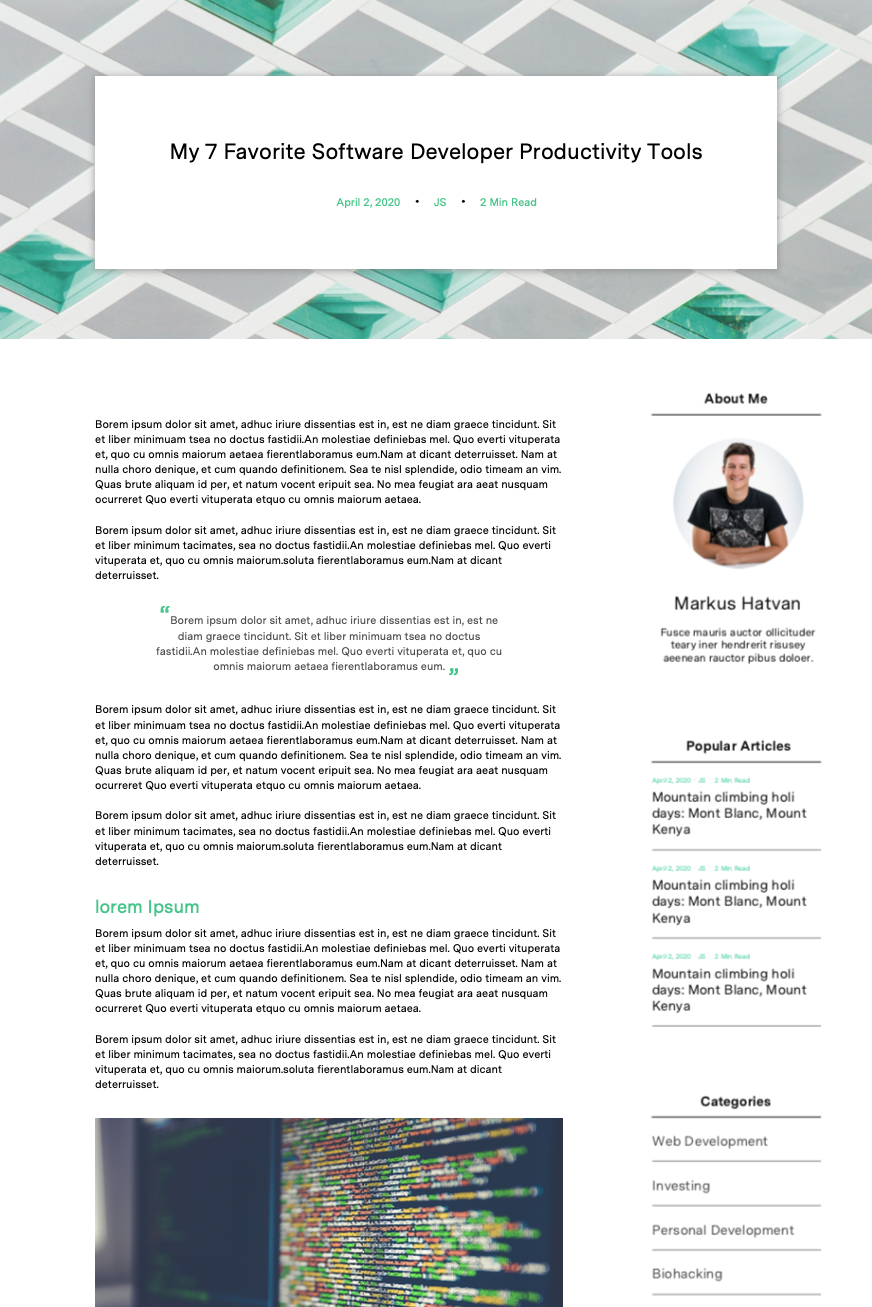 My 7 Favorite Software Developer Productivity Tools
April 2, 2020 • JS • 2 Min Read
Borem ipsum dolor sit amet, adhuc iriure dissentias est in, est ne diam graece tincidunt. Sit
et liber minimuam tsea no doctus fastidii.An molestiae definiebas mel. Quo everti vituperata
et, quo cu omnis maiorum aetaea fierentlaboramus eum.Nam at dicant deterruisset. Nam at
nulla choro denique, et cum quando definitionem. Sea te nisl splendide, odio timeam an vim.
Quas brute aliquam id per, et natum vocent eripuit sea. No mea feugiat ara aeat nusquam
ocurreret Quo everti vituperata etquo cu omnis maiorum aetaea.
Borem ipsum dolor sit amet, adhuc iriure dissentias est in, est ne diam graece tincidunt. Sit
et liber minimum tacimates, sea no doctus fastidii.An molestiae definiebas mel. Quo everti
vituperata et, quo cu omnis maiorum.soluta fierentlaboramus eum.Nam at dicant
deterruisset.
“Borem ipsum dolor sit amet, adhuc iriure dissentias est in, est ne
diam graece tincidunt. Sit et liber minimuam tsea no doctus
fastidii.An molestiae definiebas mel. Quo everti vituperata et, quo cu
omnis maiorum aetaea fierentlaboramus eum. ”
Borem ipsum dolor sit amet, adhuc iriure dissentias est in, est ne diam graece tincidunt. Sit
et liber minimuam tsea no doctus fastidii.An molestiae definiebas mel. Quo everti vituperata
et, quo cu omnis maiorum aetaea fierentlaboramus eum.Nam at dicant deterruisset. Nam at
nulla choro denique, et cum quando definitionem. Sea te nisl splendide, odio timeam an vim.
Quas brute aliquam id per, et natum vocent eripuit sea. No mea feugiat ara aeat nusquam
ocurreret Quo everti vituperata etquo cu omnis maiorum aetaea.
Borem ipsum dolor sit amet, adhuc iriure dissentias est in, est ne diam graece tincidunt. Sit
et liber minimum tacimates, sea no doctus fastidii.An molestiae definiebas mel. Quo everti
vituperata et, quo cu omnis maiorum.soluta fierentlaboramus eum.Nam at dicant
deterruisset.
lorem Ipsum
Borem ipsum dolor sit amet, adhuc iriure dissentias est in, est ne diam graece tincidunt. Sit
et liber minimuam tsea no doctus fastidii.An molestiae definiebas mel. Quo everti vituperata
et, quo cu omnis maiorum aetaea fierentlaboramus eum.Nam at dicant deterruisset. Nam at
nulla choro denique, et cum quando definitionem. Sea te nisl splendide, odio timeam an vim.
Quas brute aliquam id per, et natum vocent eripuit sea. No mea feugiat ara aeat nusquam
ocurreret Quo everti vituperata etquo cu omnis maiorum aetaea.
Borem ipsum dolor sit amet, adhuc iriure dissentias est in, est ne diam graece tincidunt. Sit
et liber minimum tacimates, sea no doctus fastidii.An molestiae definiebas mel. Quo everti
vituperata et, quo cu omnis maiorum.soluta fierentlaboramus eum.Nam at dicant
deterruisset.
About Me
Markus Hatvan
Fusce mauris auctor ollicituder
teary iner hendrerit risusey
aeenean rauctor pibus doloer.
Popular Articles
April 2, 2020 JS 2 Min Read
Mountain climbing holi
days: Mont Blanc, Mount
Kenya
April 2, 2020 JS 2 Min Read
Mountain climbing holi
days: Mont Blanc, Mount
Kenya
April 2, 2020 JS 2 Min Read
Mountain climbing holi
days: Mont Blanc, Mount
Kenya
Categories
Web Development
Investing
Personal Development
Biohacking